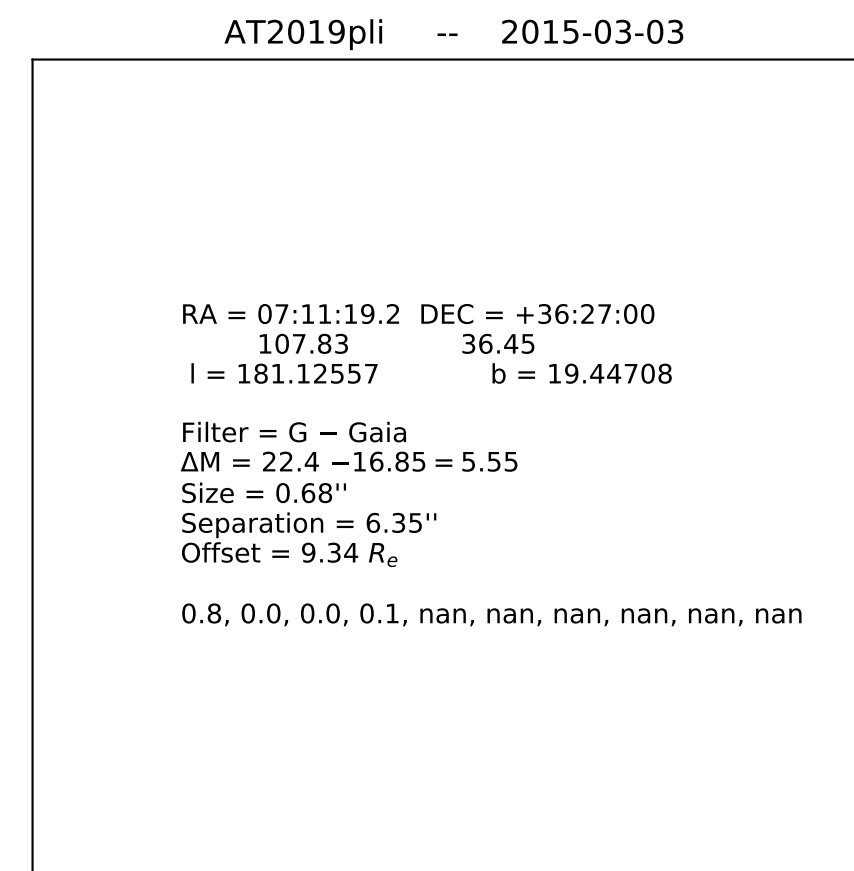 AT2019pli -- 2015-03-03
RA = 07:11:19.2 DEC = +36:27:00
107.83 36.45
l = 181.12557 b = 19.44708
Filter = G − Gaia
ΔM = 22.4 −16.85 = 5.55
Size = 0.68''
Separation = 6.35''
Offset = 9.34 Re
0.8, 0.0, 0.0, 0.1, nan, nan, nan, nan, nan, nan